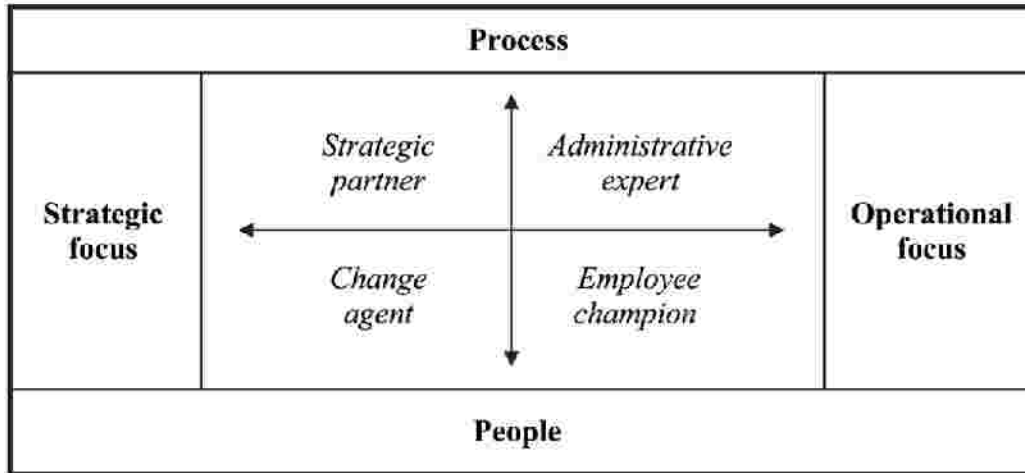 Process
Strategic
partner
Administrative
expert
Strategic
focus
Operational
focus
Change
agent
Employee
champion
People